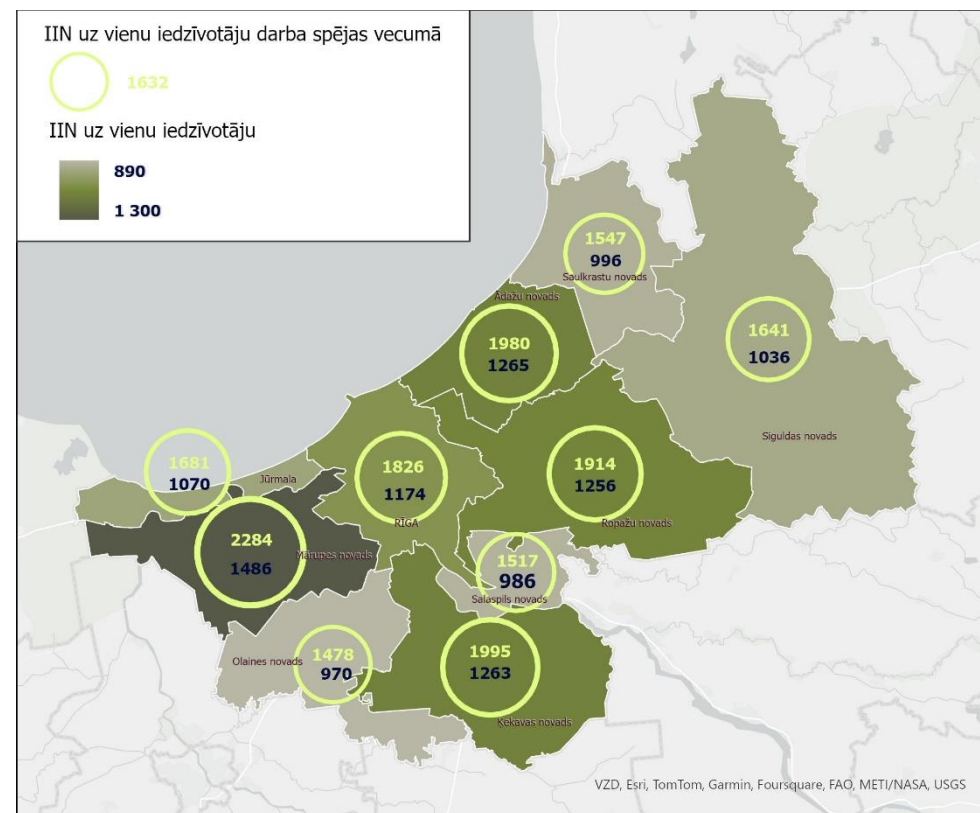 IIN uz vienu iedzīvotāju darba spējas vecumā
1632
IIN uz vienu iedzīvotāju
890
1 300
1547
996
Saulkrastu novads
Ādažu novads
1980
1265
1641
1036
Siguldas novads
1681
1070
Jūrmala
1826
1174
RĪGA
1914
1256
Ropažu novads
2284
1486
Mārupes novads
1517
986
Salaspils novads
Olaines novads
1478
970
1995
1263
Ķekavas novads
VZD, Esri, TomTom, Garmin, Foursquare, FAO, METI/NASA, USGS